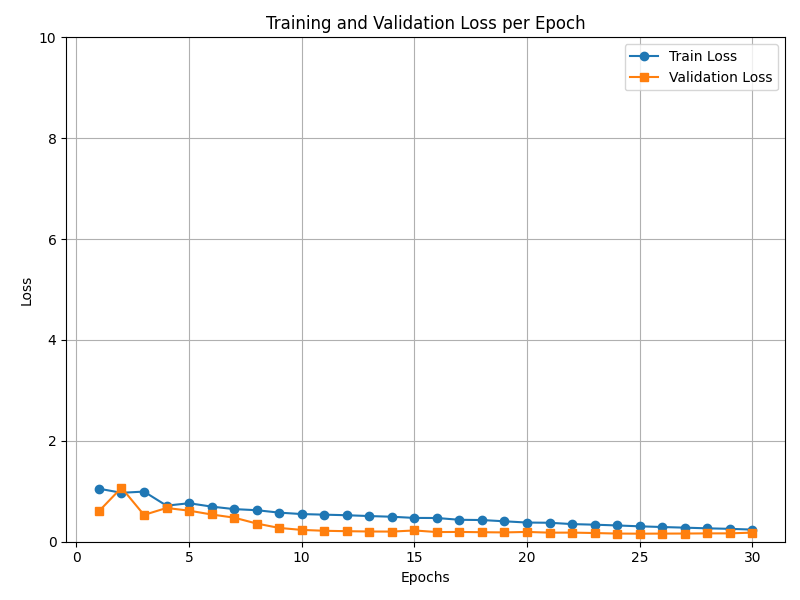 Training and Validation Loss per Epoch
Train Loss
Validation Loss
10
8
6
4
2
0
Loss
0 5 10 15 20 25 30
Epochs